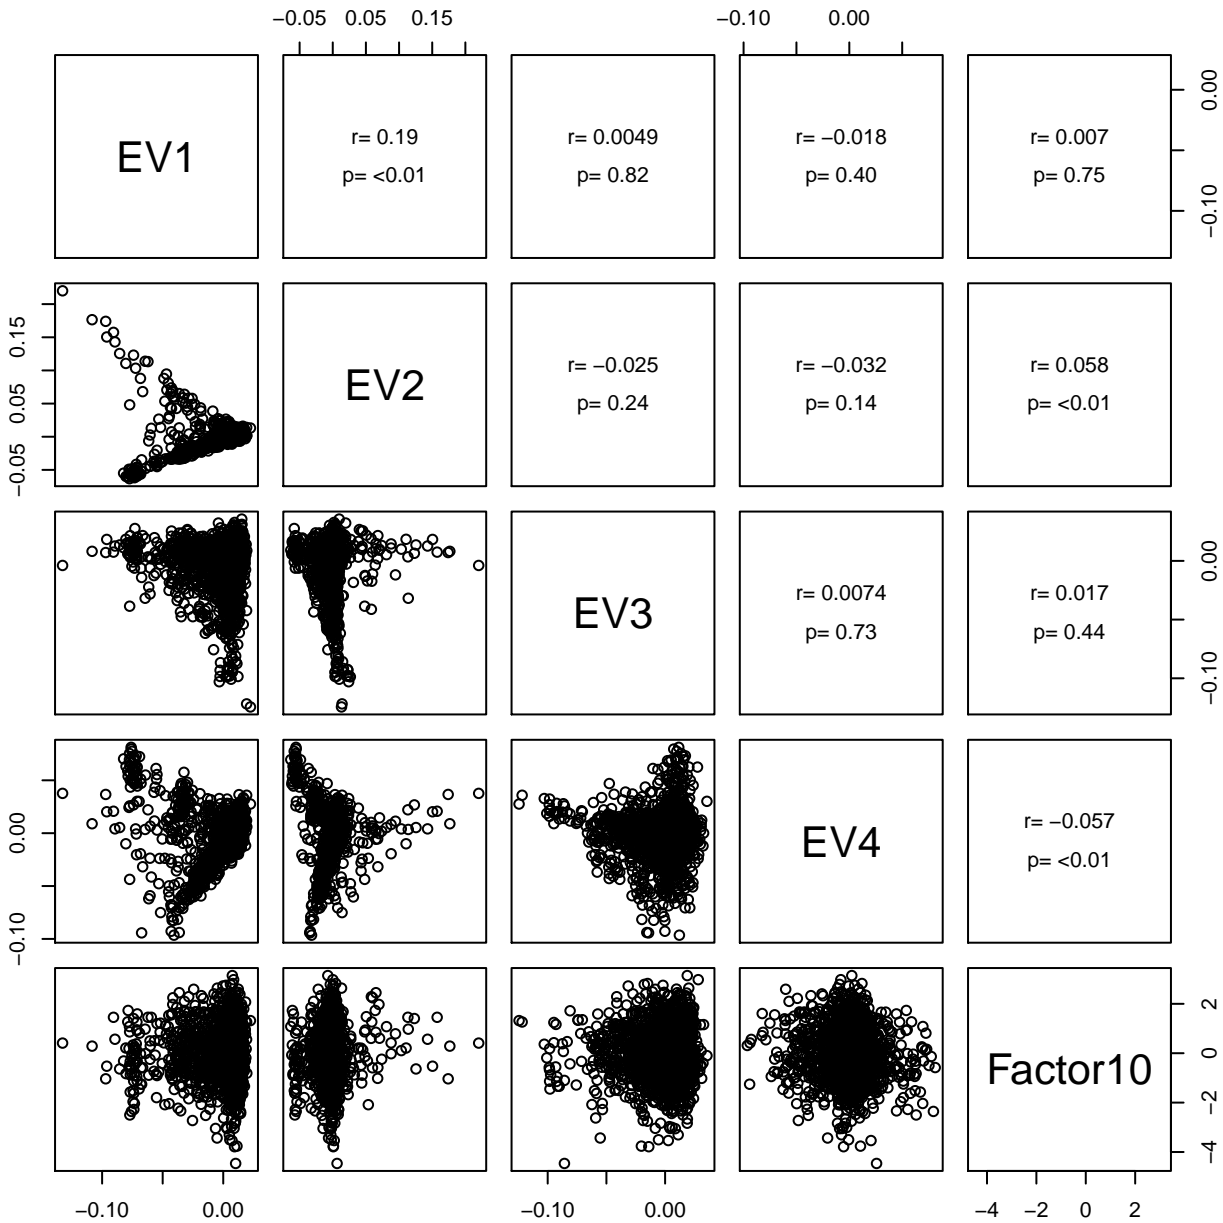 −0.05 0.05 0.15 −0.10 0.00
EV1
r= 0.19
p= <0.01
r= 0.0049
p= 0.82
r= −0.018
p= 0.40
r= 0.007
p= 0.75
−0.10 0.00
−0.05 0.05 0.15
EV2
r= −0.025
p= 0.24
r= −0.032
p= 0.14
r= 0.058
p= <0.01
EV3
r= 0.0074
p= 0.73
r= 0.017
p= 0.44
−0.10 0.00
−0.10 0.00
EV4
r= −0.057
p= <0.01
Factor10
−4 −2 0 2
−0.10 0.00 −0.10 0.00 −4 −2 0 2